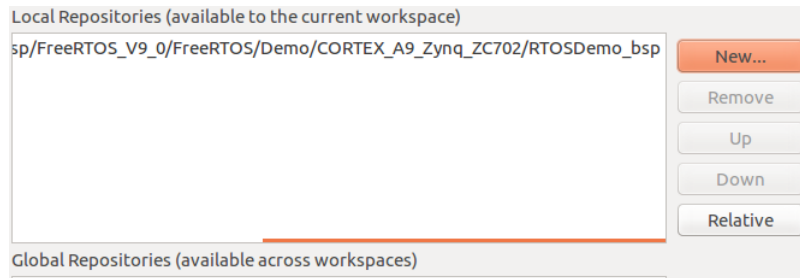 Local Repositories (available to the current workspace)
sp/FreeRTOS_V9_0/FreeRTOS/Demo/CORTEX_A9_Zynq_ZC702/RTOSDemo_bsp
New...
Remove
Up
Down
Relative
Global Repositories (available across workspaces)